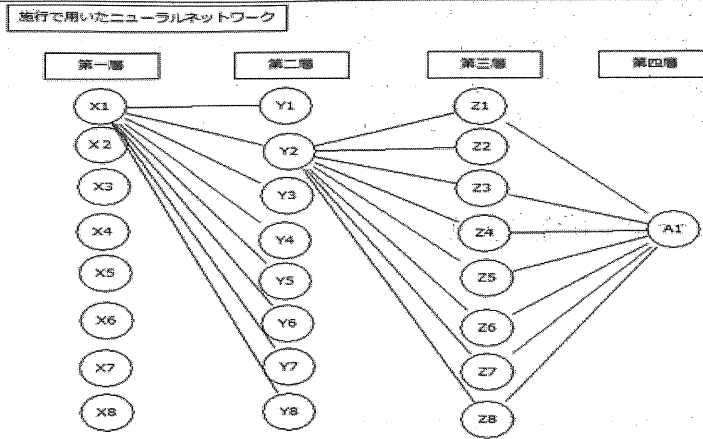 施行で用いたニューラルネットワーク
第一層 第二層 第三層 第四層
X1 Y1 Z1
X2 Y2 Z2
X3 Y3 Z3
X4 Y4 Z4 A1
X5 Y5 Z5
X6 Y6 Z6
X7 Y7 Z7
X8 Y8 Z8